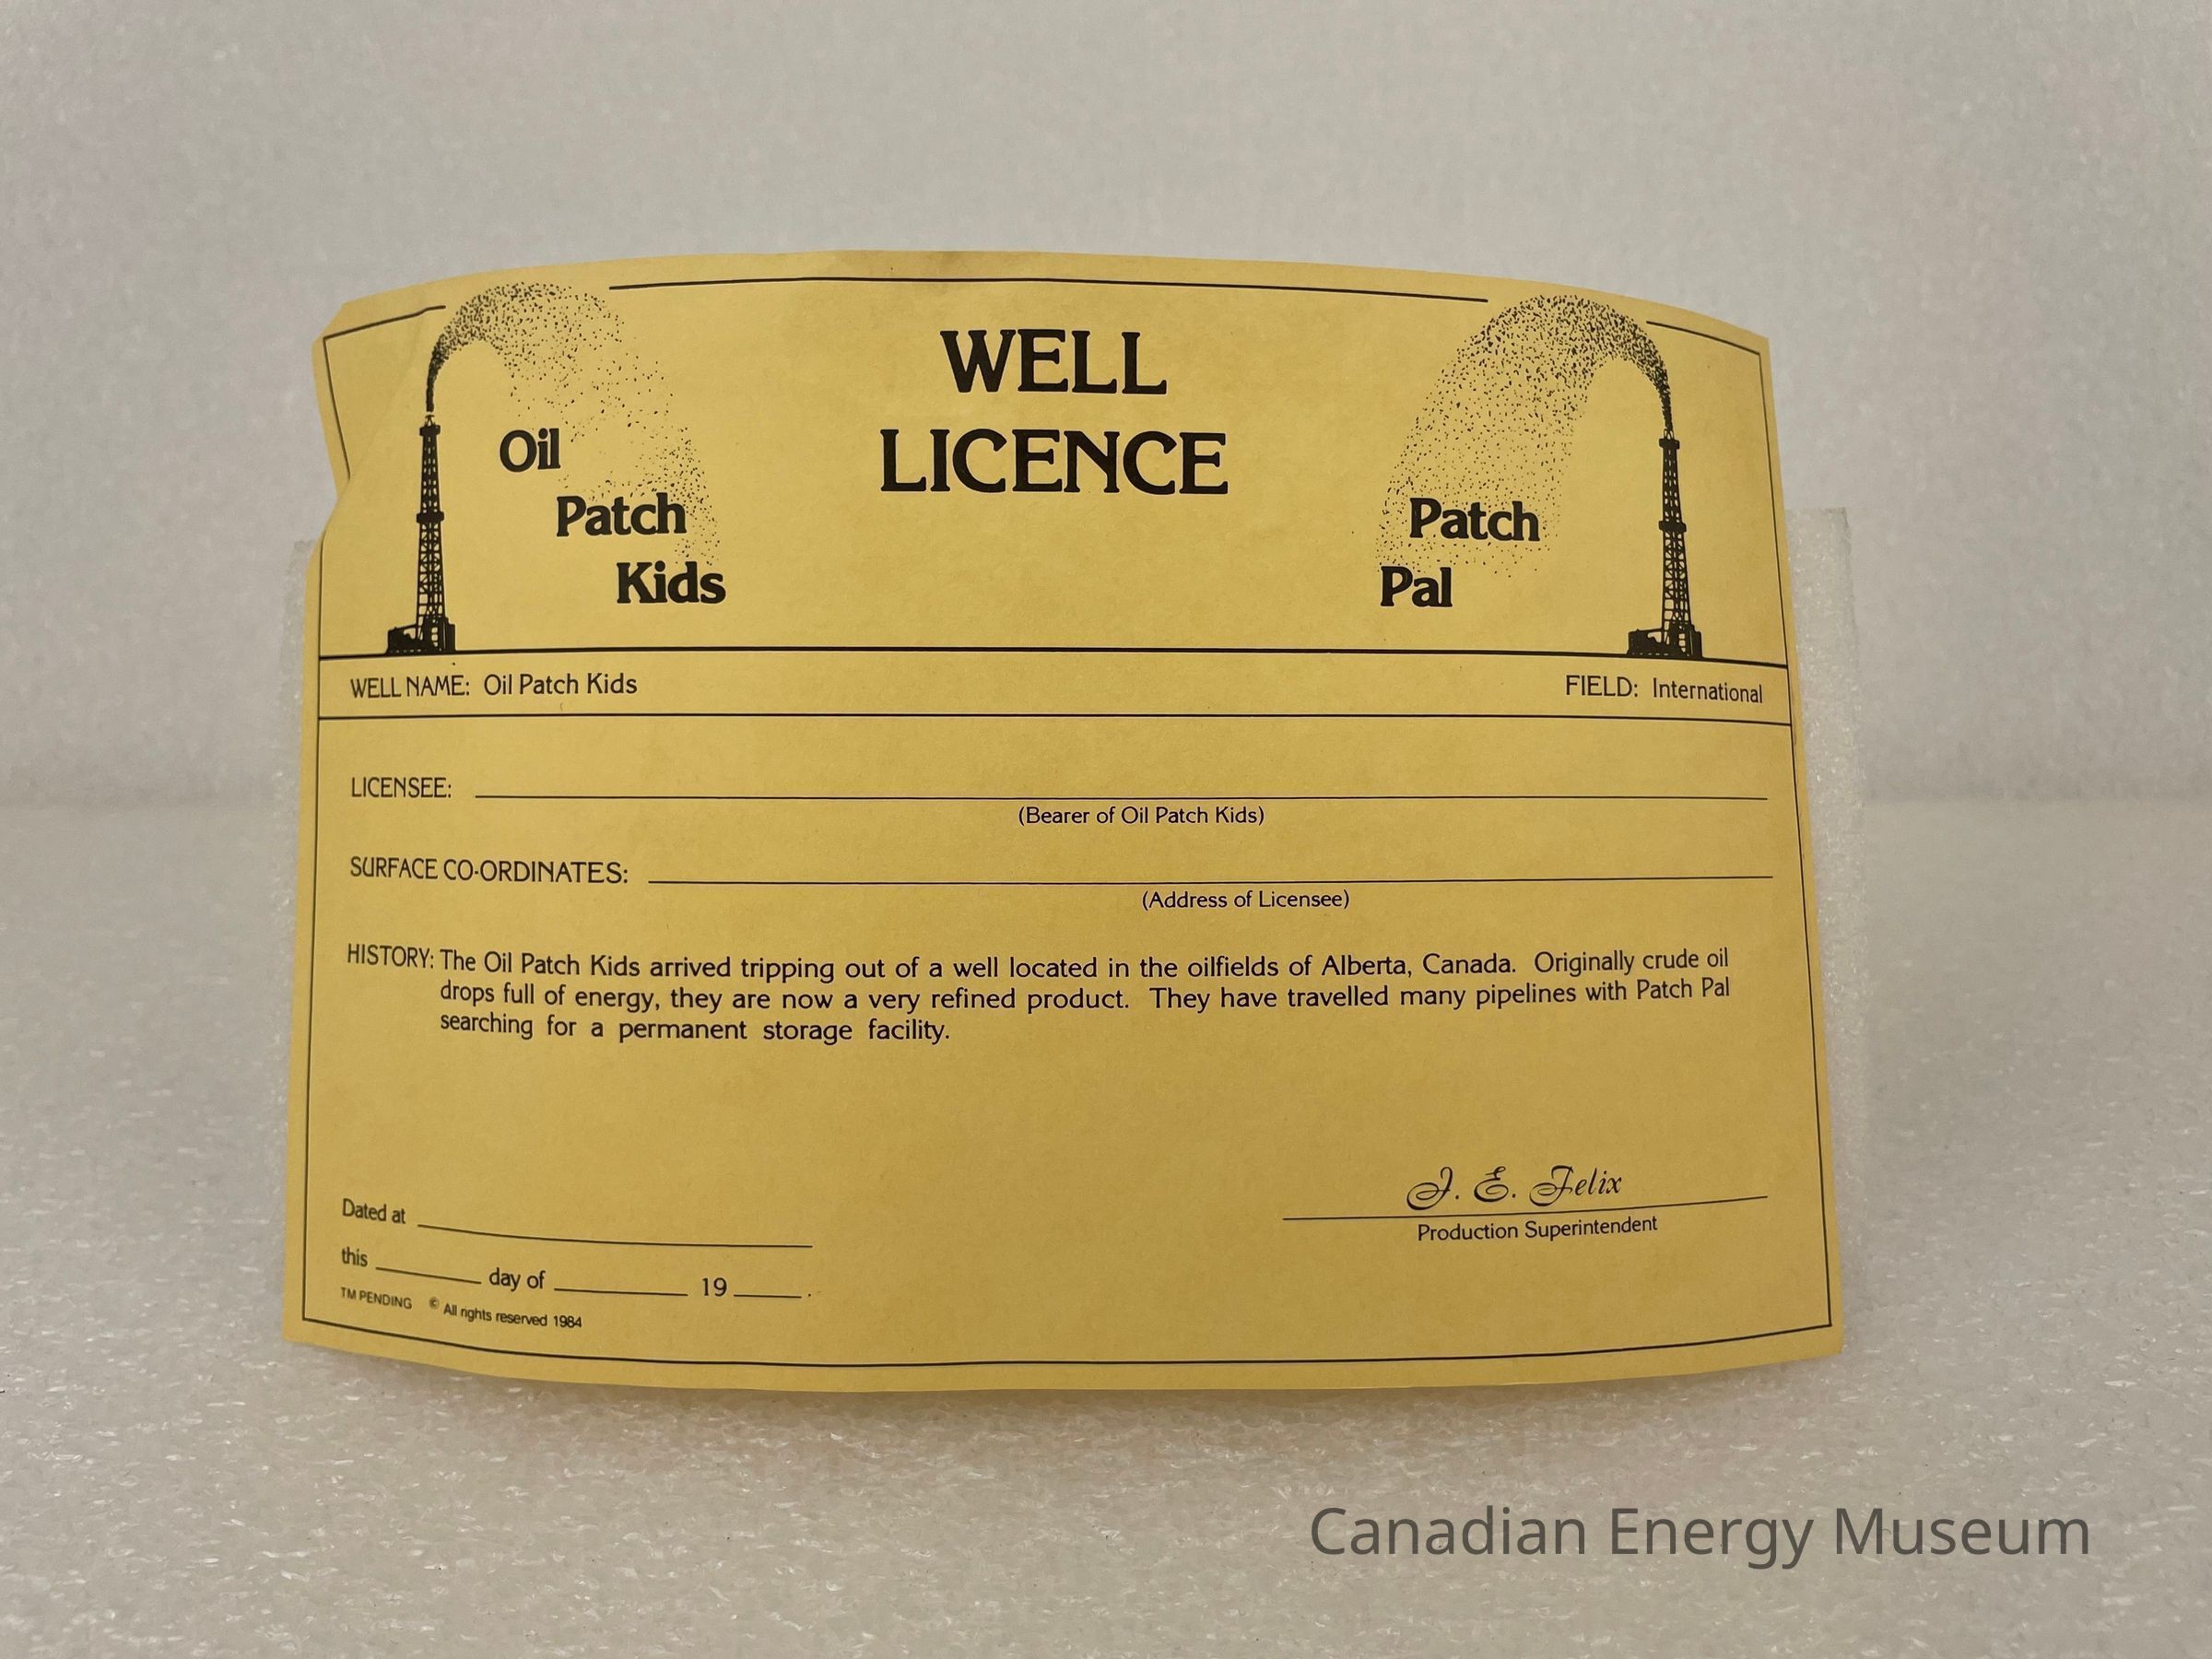 WELL
LICENCE
Oil
Patch
Kids
Patch
Pal
WELL NAME: Oil Patch Kids
FIELD: International
LICENSEE:
(Bearer of Oil Patch Kids)
SURFACE CO-ORDINATES:
(Address of Licensee)
HISTORY: The Oil Patch Kids arrived tripping out of a well located in the oilfields of Alberta, Canada. Originally crude oil
drops full of energy, they are now a very refined product. They have travelled many pipelines with Patch Pal
searching for a permanent storage facility.
J. E. Felix
Production Superintendent
Dated at
this day of 19 .
TM PENDING © All rights reserved 1984
Canadian Energy Museum